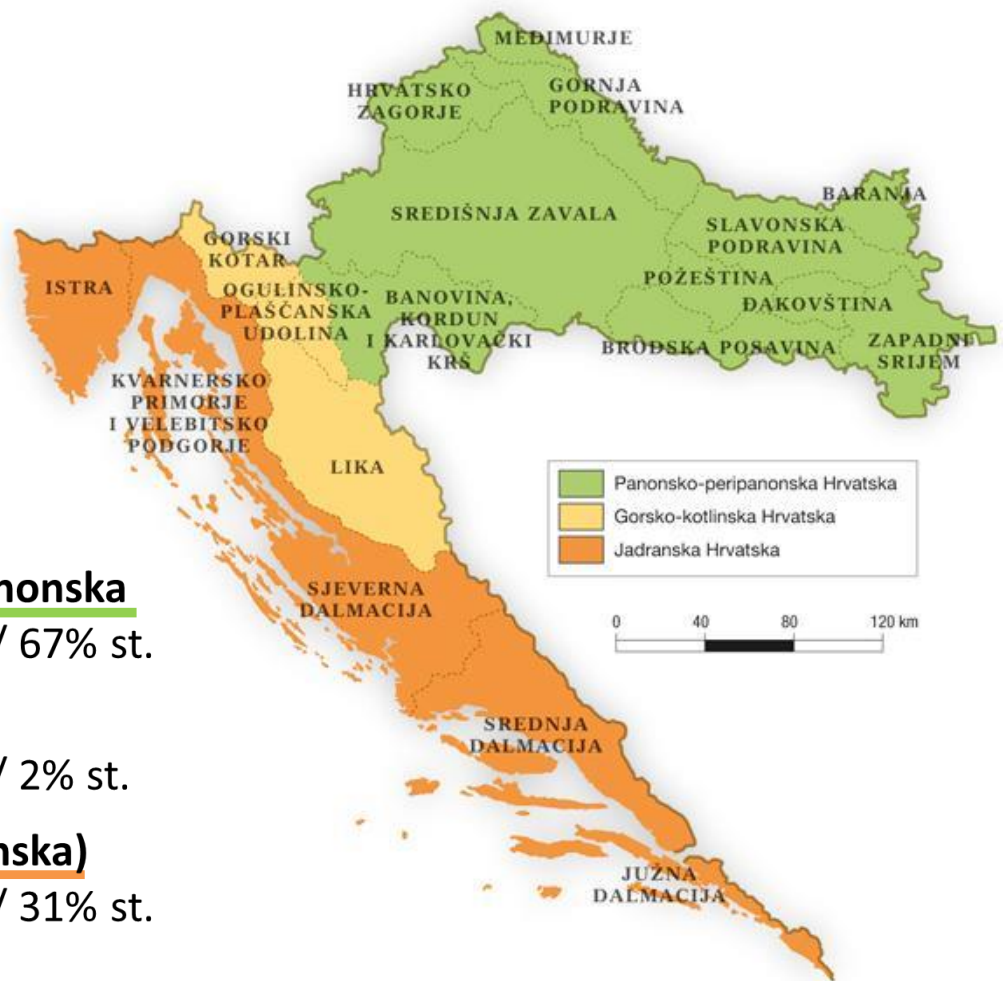 MEĐIMURJE
HRVATSKO
ZAGORJE
GORNJA
PODRAVINA
BARANJA
SREDIŠNJA ZAVALA
SLAVONSKA
PODRAVINA
GORSKI
KOTAR
ISTRA
POŽEŠTINA
OGULINSKO-
PLAŠĆANSKA
UDOLINA
BANOVINA,
KORDUN
I KARLOVAČKI
KRŠ
ĐAKOVŠTINA
BRODSKA POSAVINA
ZAPADNI
SRIJEM
KVARNERSKO
PRIMORJE
I VELEBITSKO
PODGORJE
LIKA
Panonsko-peripanonska Hrvatska
Gorsko-kotlinska Hrvatska
Jadranska Hrvatska
SJEVERNA
DALMACIJA
0 40 80 120 km
nonska
/ 67% st.
SREDNJA
DALMACIJA
/ 2% st.
nska)
/ 31% st.
JUŽNA
DALMACIJA